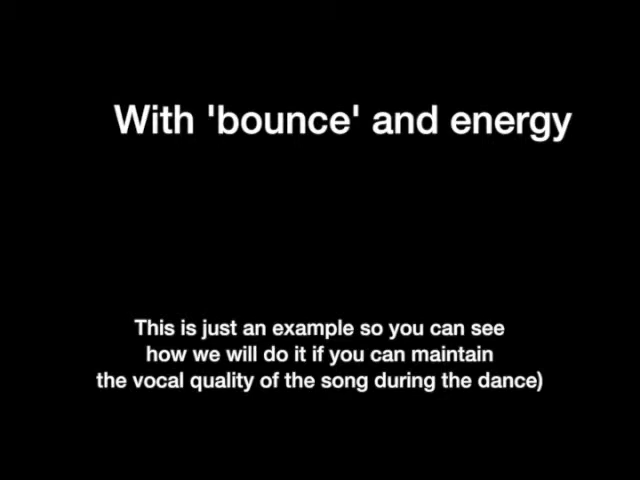 With 'bounce' and energy
This is just an example so you can see
how we will do it if you can maintain
the vocal quality of the song during the dance)